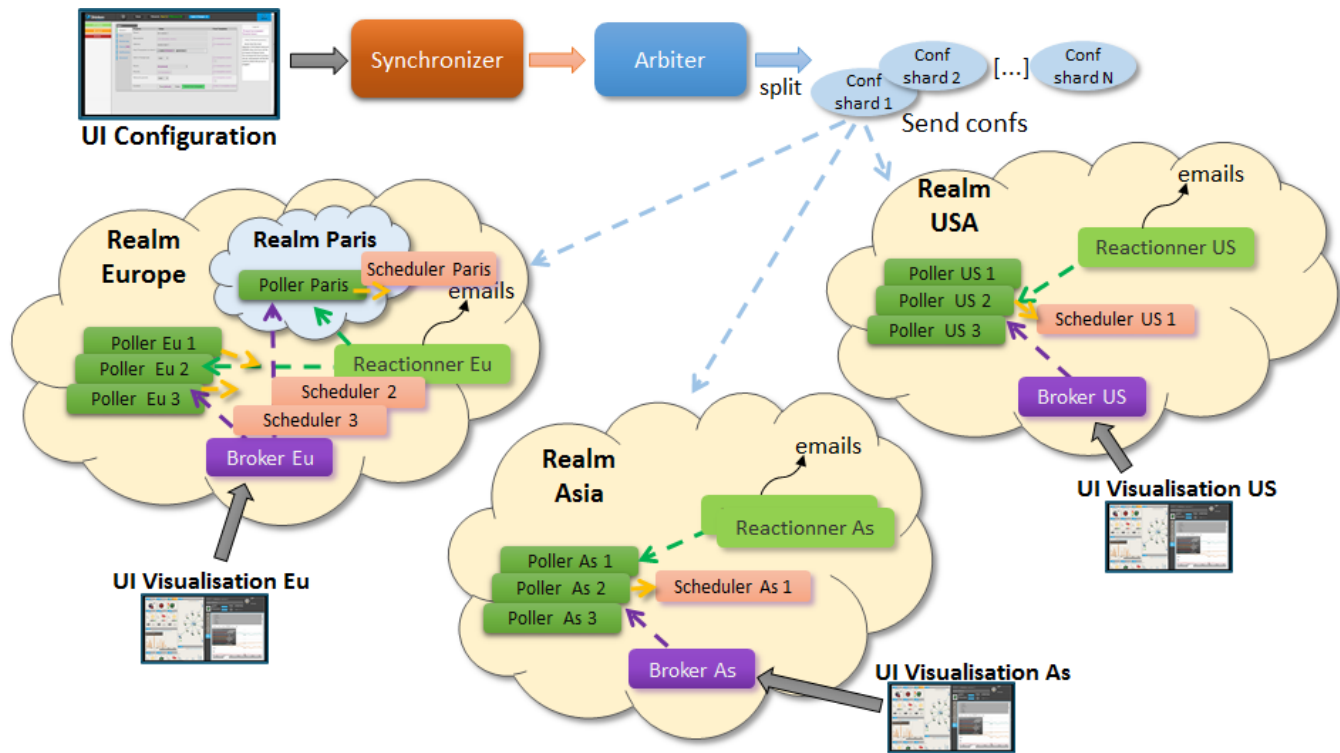 UI Configuration
Synchronizer
Arbiter
split
Conf
shard 1
Conf
shard 2
[...]
Conf
shard N
Send confs
Realm
Europe
Realm Paris
Scheduler Paris
Poller Paris
emails
Poller Eu 1
Poller Eu 2
Poller Eu 3
Reactionner Eu
Scheduler 2
Scheduler 3
Broker Eu
UI Visualisation Eu
Realm
Asia
emails
Reactionner As
Poller As 1
Poller As 2
Poller As 3
Scheduler As 1
Broker As
UI Visualisation As
Realm
USA
emails
Reactionner US
Poller US 1
Poller US 2
Poller US 3
Scheduler US 1
Broker US
UI Visualisation US